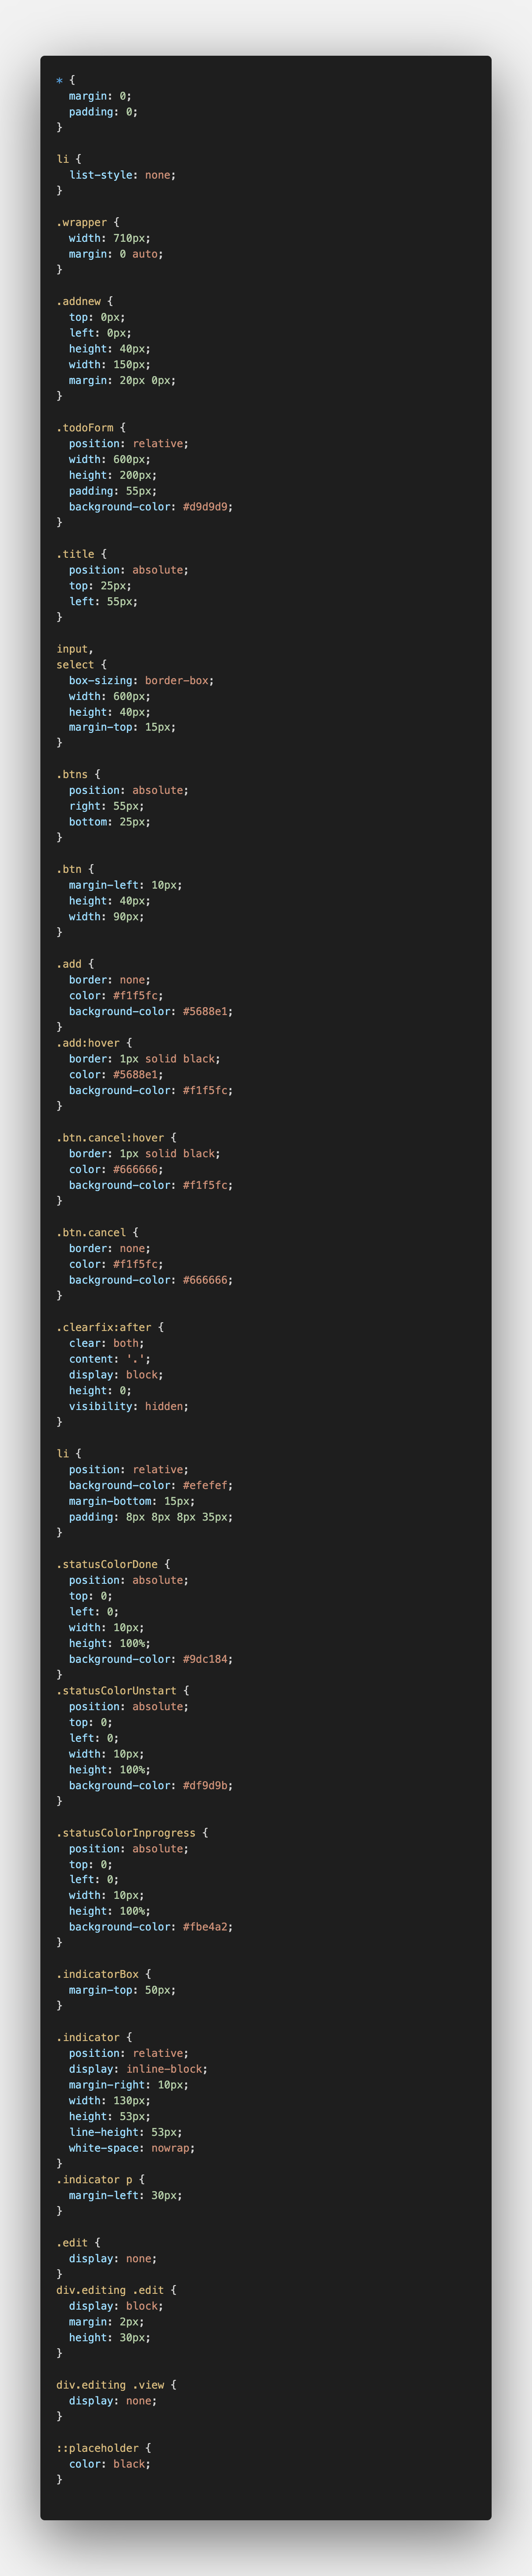 * {
  margin: 0;
  padding: 0;
}

li {
  list-style: none;
}

.wrapper {
  width: 710px;
  margin: 0 auto;
}

.addnew {
  top: 0px;
  left: 0px;
  height: 40px;
  width: 150px;
  margin: 20px 0px;
}

.todoForm {
  position: relative;
  width: 600px;
  height: 200px;
  padding: 55px;
  background-color: #d9d9d9;
}

.title {
  position: absolute;
  top: 25px;
  left: 55px;
}

input,
select {
  box-sizing: border-box;
  width: 600px;
  height: 40px;
  margin-top: 15px;
}

.btns {
  position: absolute;
  right: 55px;
  bottom: 25px;
}

.btn {
  margin-left: 10px;
  height: 40px;
  width: 90px;
}

.add {
  border: none;
  color: #f1f5fc;
  background-color: #5688e1;
}
.add:hover {
  border: 1px solid black;
  color: #5688e1;
  background-color: #f1f5fc;
}

.btn.cancel:hover {
  border: 1px solid black;
  color: #666666;
  background-color: #f1f5fc;
}

.btn.cancel {
  border: none;
  color: #f1f5fc;
  background-color: #666666;
}

.clearfix:after {
  clear: both;
  content: '.';
  display: block;
  height: 0;
  visibility: hidden;
}

li {
  position: relative;
  background-color: #efefef;
  margin-bottom: 15px;
  padding: 8px 8px 8px 35px;
}

.statusColorDone {
  position: absolute;
  top: 0;
  left: 0;
  width: 10px;
  height: 100%;
  background-color: #9dc184;
}
.statusColorUnstart {
  position: absolute;
  top: 0;
  left: 0;
  width: 10px;
  height: 100%;
  background-color: #df9d9b;
}

.statusColorInprogress {
  position: absolute;
  top: 0;
  left: 0;
  width: 10px;
  height: 100%;
  background-color: #fbe4a2;
}

.indicatorBox {
  margin-top: 50px;
}

.indicator {
  position: relative;
  display: inline-block;
  margin-right: 10px;
  width: 130px;
  height: 53px;
  line-height: 53px;
  white-space: nowrap;
}
.indicator p {
  margin-left: 30px;
}

.edit {
  display: none;
}
div.editing .edit {
  display: block;
  margin: 2px;
  height: 30px;
}

div.editing .view {
  display: none;
}

::placeholder {
  color: black;
}